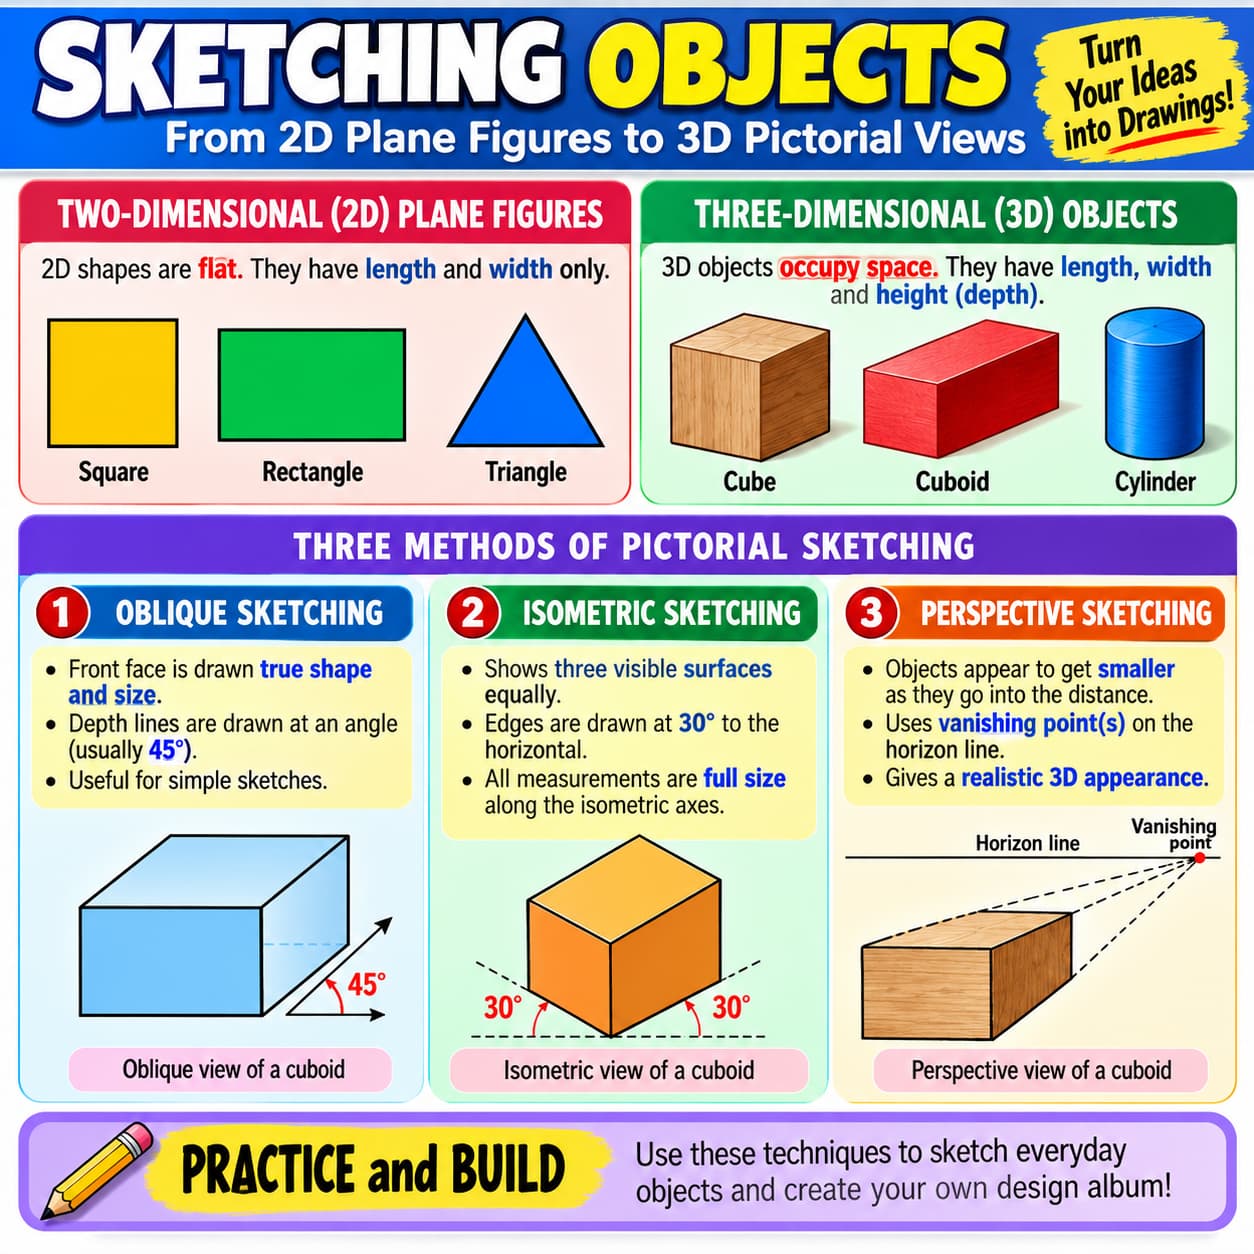 SKETCHING OBJECTS
From 2D Plane Figures to 3D Pictorial Views
Turn
Your Ideas
into Drawings!
TWO-DIMENSIONAL (2D) PLANE FIGURES
2D shapes are flat. They have length and width only.
Square
Rectangle
Triangle
THREE-DIMENSIONAL (3D) OBJECTS
3D objects occupy space. They have length, width
and height (depth).
Cube
Cuboid
Cylinder
THREE METHODS OF PICTORIAL SKETCHING
1 OBLIQUE SKETCHING
• Front face is drawn true shape
and size.
• Depth lines are drawn at an angle
(usually 45°).
• Useful for simple sketches.
45°
Oblique view of a cuboid
2 ISOMETRIC SKETCHING
• Shows three visible surfaces
equally.
• Edges are drawn at 30° to the
horizontal.
• All measurements are full size
along the isometric axes.
30°
30°
Isometric view of a cuboid
3 PERSPECTIVE SKETCHING
• Objects appear to get smaller
as they go into the distance.
• Uses vanishing point(s) on the
horizon line.
• Gives a realistic 3D appearance.
Horizon line
Vanishing
point
Perspective view of a cuboid
PRACTICE and BUILD
Use these techniques to sketch everyday
objects and create your own design album!